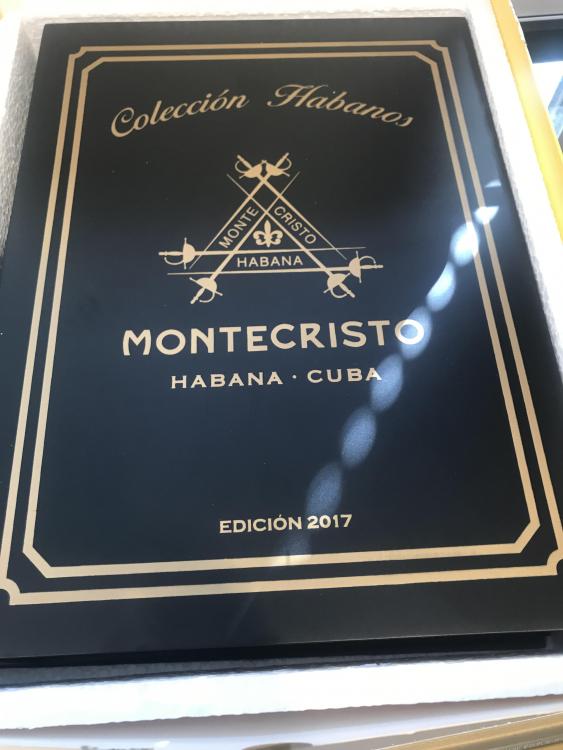 Colección Habanos
MONTE CRISTO
HABANA
MONTECRISTO
HABANA · CUBA
EDICIÓN 2017